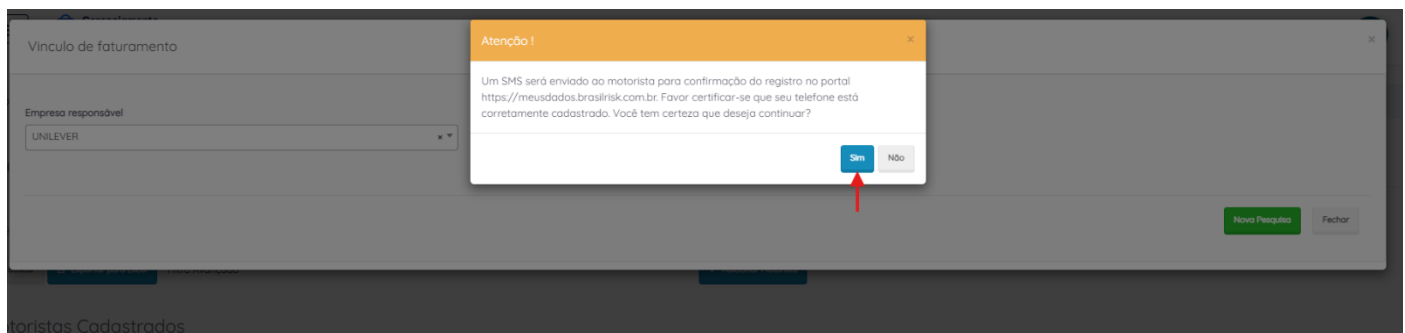 Gerenciamento
Vinculo de faturamento
×
Atenção !
×
Um SMS será enviado ao motorista para confirmação do registro no portal
https://meusdados.brasilrisk.com.br. Favor certificar-se que seu telefone está
corretamente cadastrado. Você tem certeza que deseja continuar?
Sim Não
Empresa responsável
UNILEVER
×
Nova Pesquisa Fechar
toristas Cadastrados